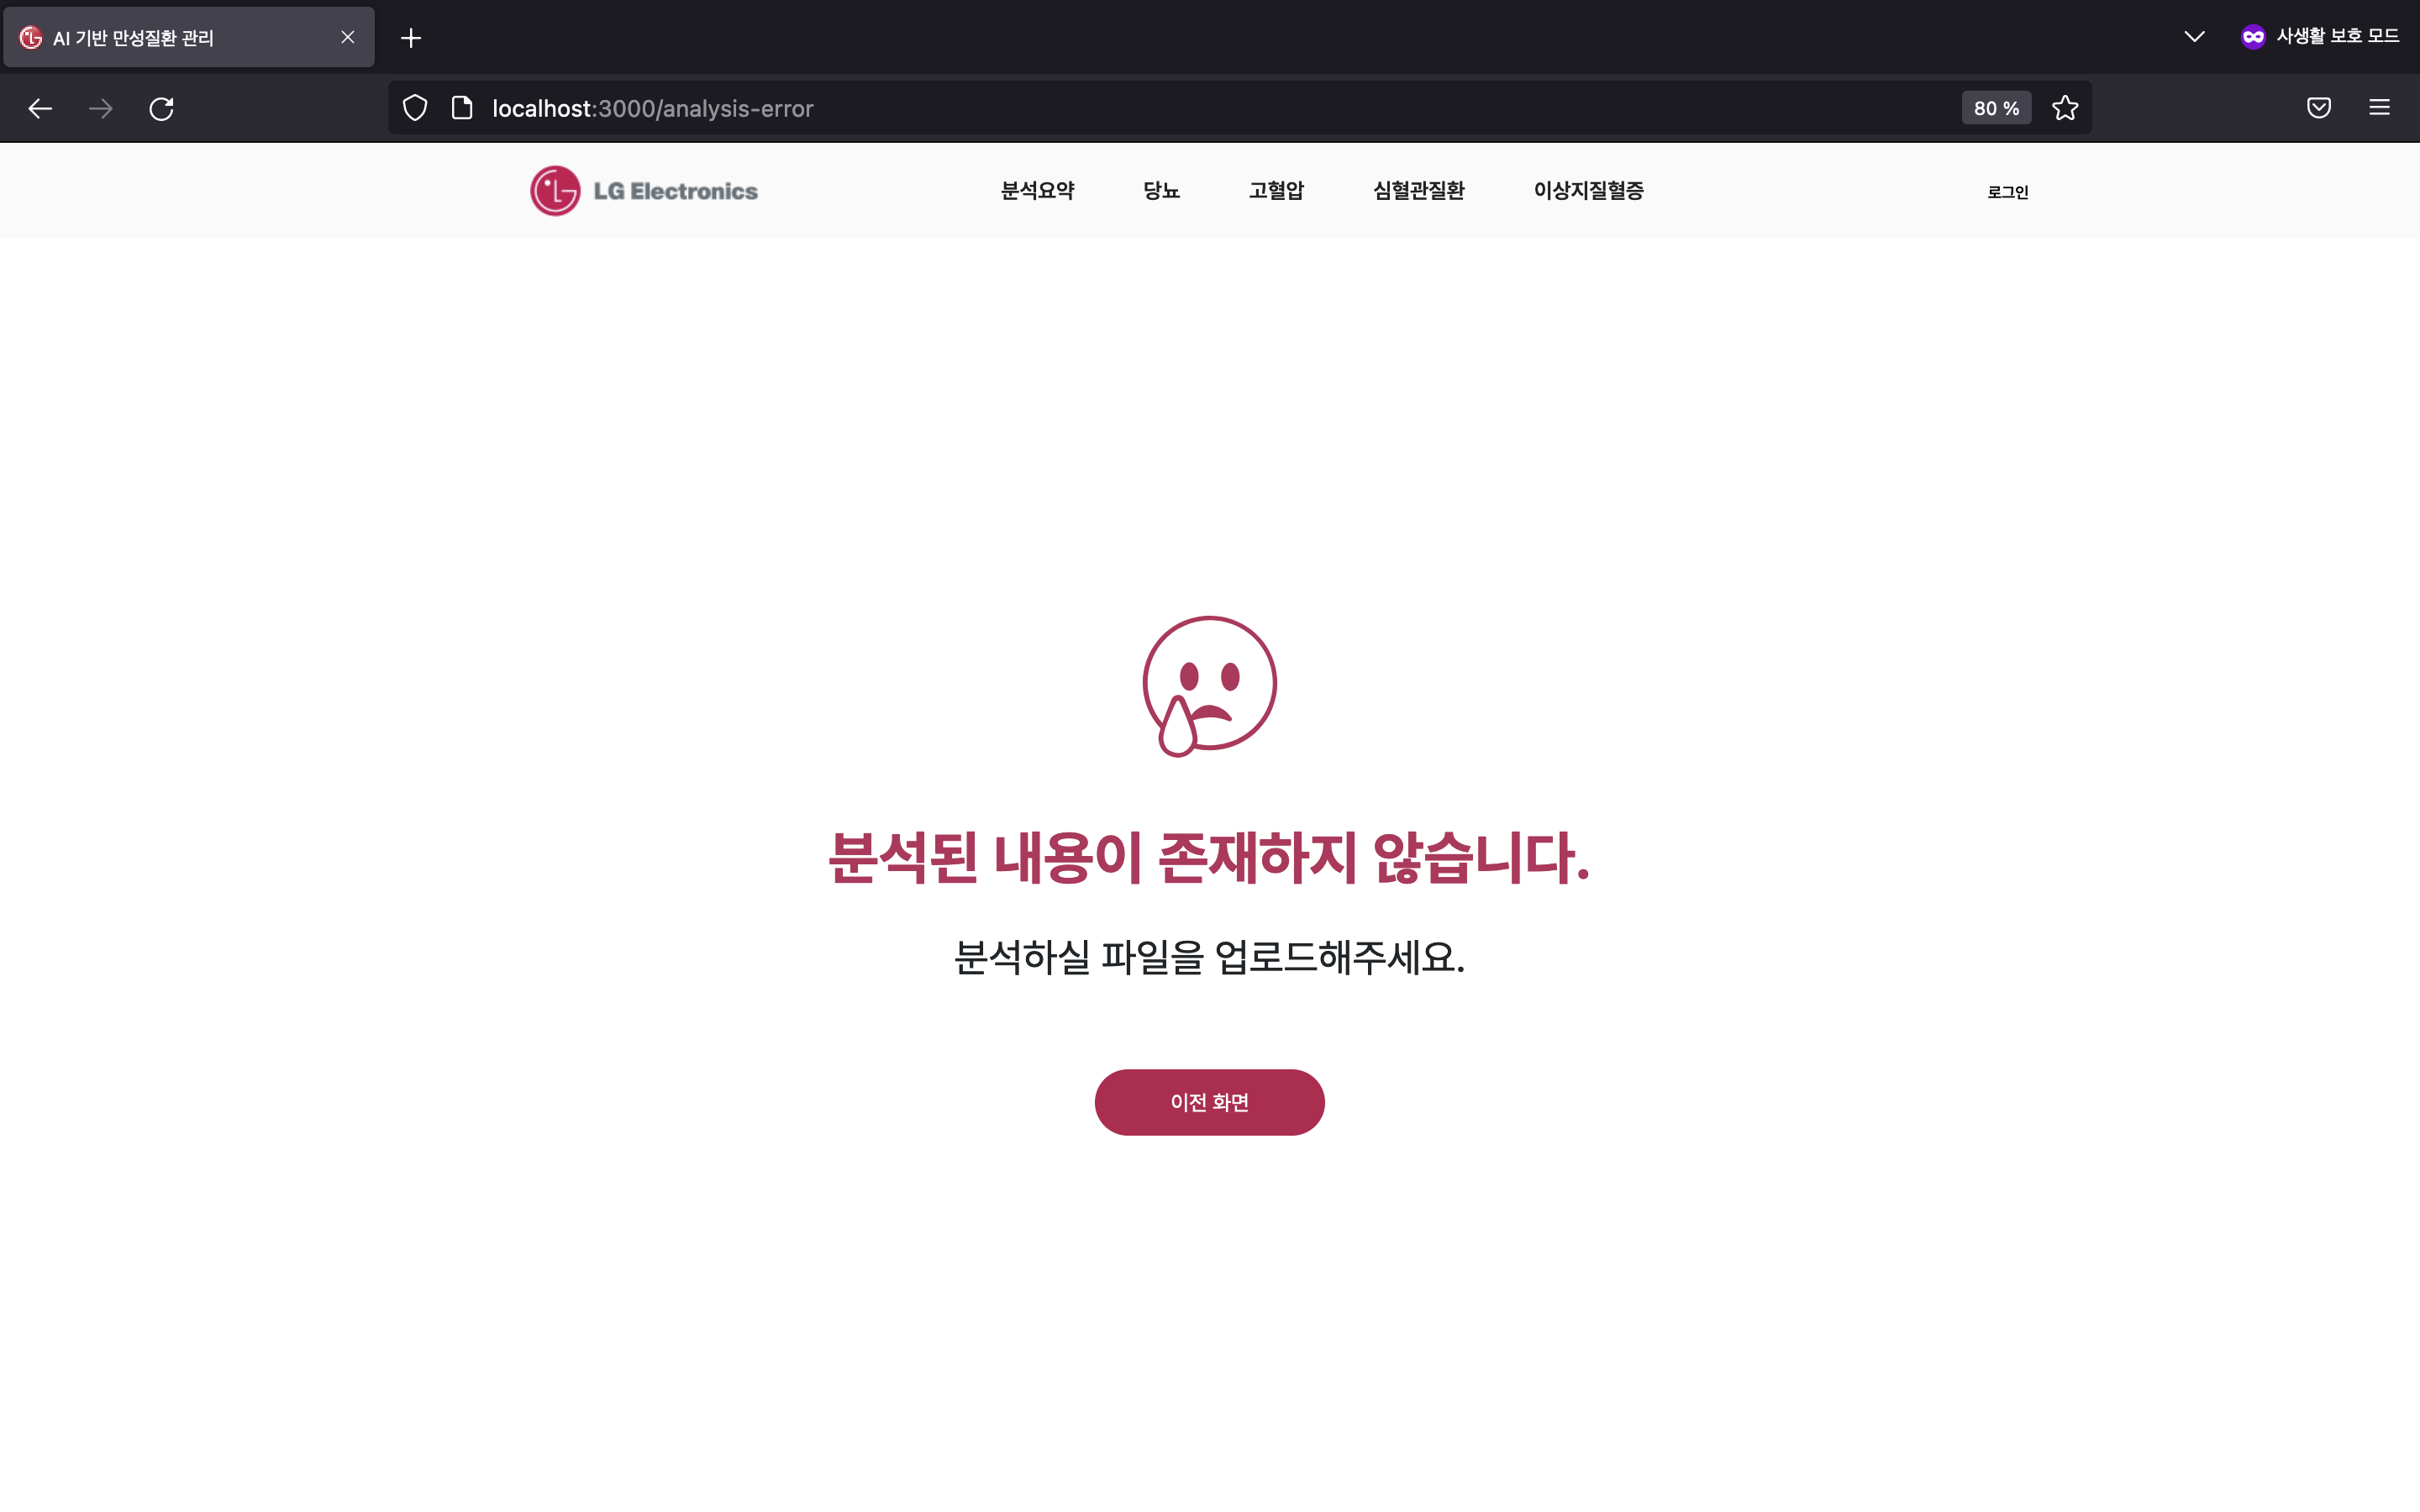 AI 기반 만성질환 관리
사생활 보호 모드
localhost:3000/analysis-error
80 %
LG Electronics
분석요약
당뇨
고혈압
심혈관질환
이상지질혈증
로그인
분석된 내용이 존재하지 않습니다.
분석하실 파일을 업로드해주세요.
이전 화면